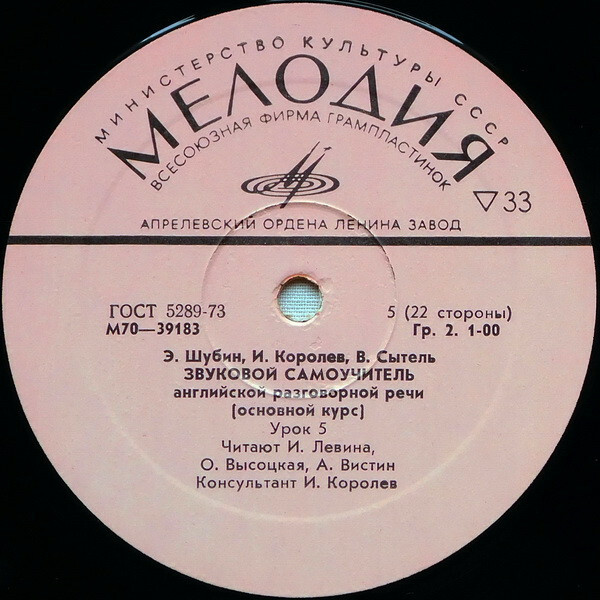 МИНИСТЕРСТВО КУЛЬТУРЫ СССР
МЕЛОДИЯ
ВСЕСОЮЗНАЯ ФИРМА ГРАМПЛАСТИНОК
▽33
АПРЕЛЕВСКИЙ ОРДЕНА ЛЕНИНА ЗАВОД
ГОСТ 5289-73 5 (22 стороны)
М70—39183 Гр. 2. 1-00
Э. Шубин, И. Королев, В. Сытель
ЗВУКОВОЙ САМОУЧИТЕЛЬ
английской разговорной речи
(основной курс)
Урок 5
Читают И. Левина,
О. Высоцкая, А. Вистин
Консультант И. Королев